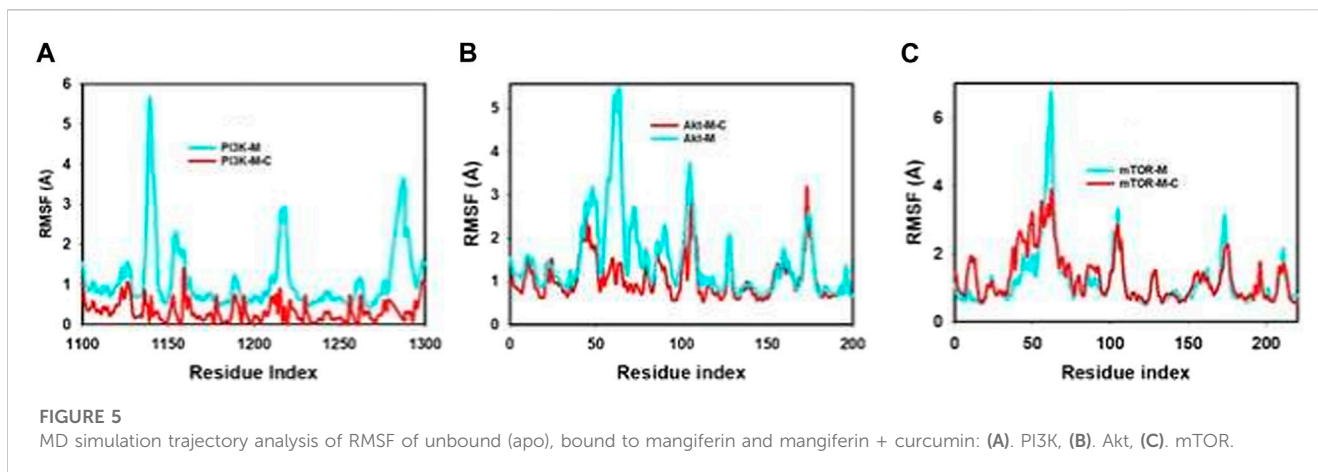 A
B
C
6
5
4
3
2
1
0
RMSF (A)
PI3K-M
PI3K-M-C
1100
1150
1200
1250
1300
Residue Index
5
4
3
2
1
0
RMSF (A)
Akt-M-C
Akt-M
0
50
100
150
200
Residue index
6
4
2
0
RMSF (A)
mTOR-M
mTOR-M-C
0
50
100
150
200
Residue index
FIGURE 5
MD simulation trajectory analysis of RMSF of unbound (apo), bound to mangiferin and mangiferin + curcumin: (A). PI3K, (B). Akt, (C). mTOR.